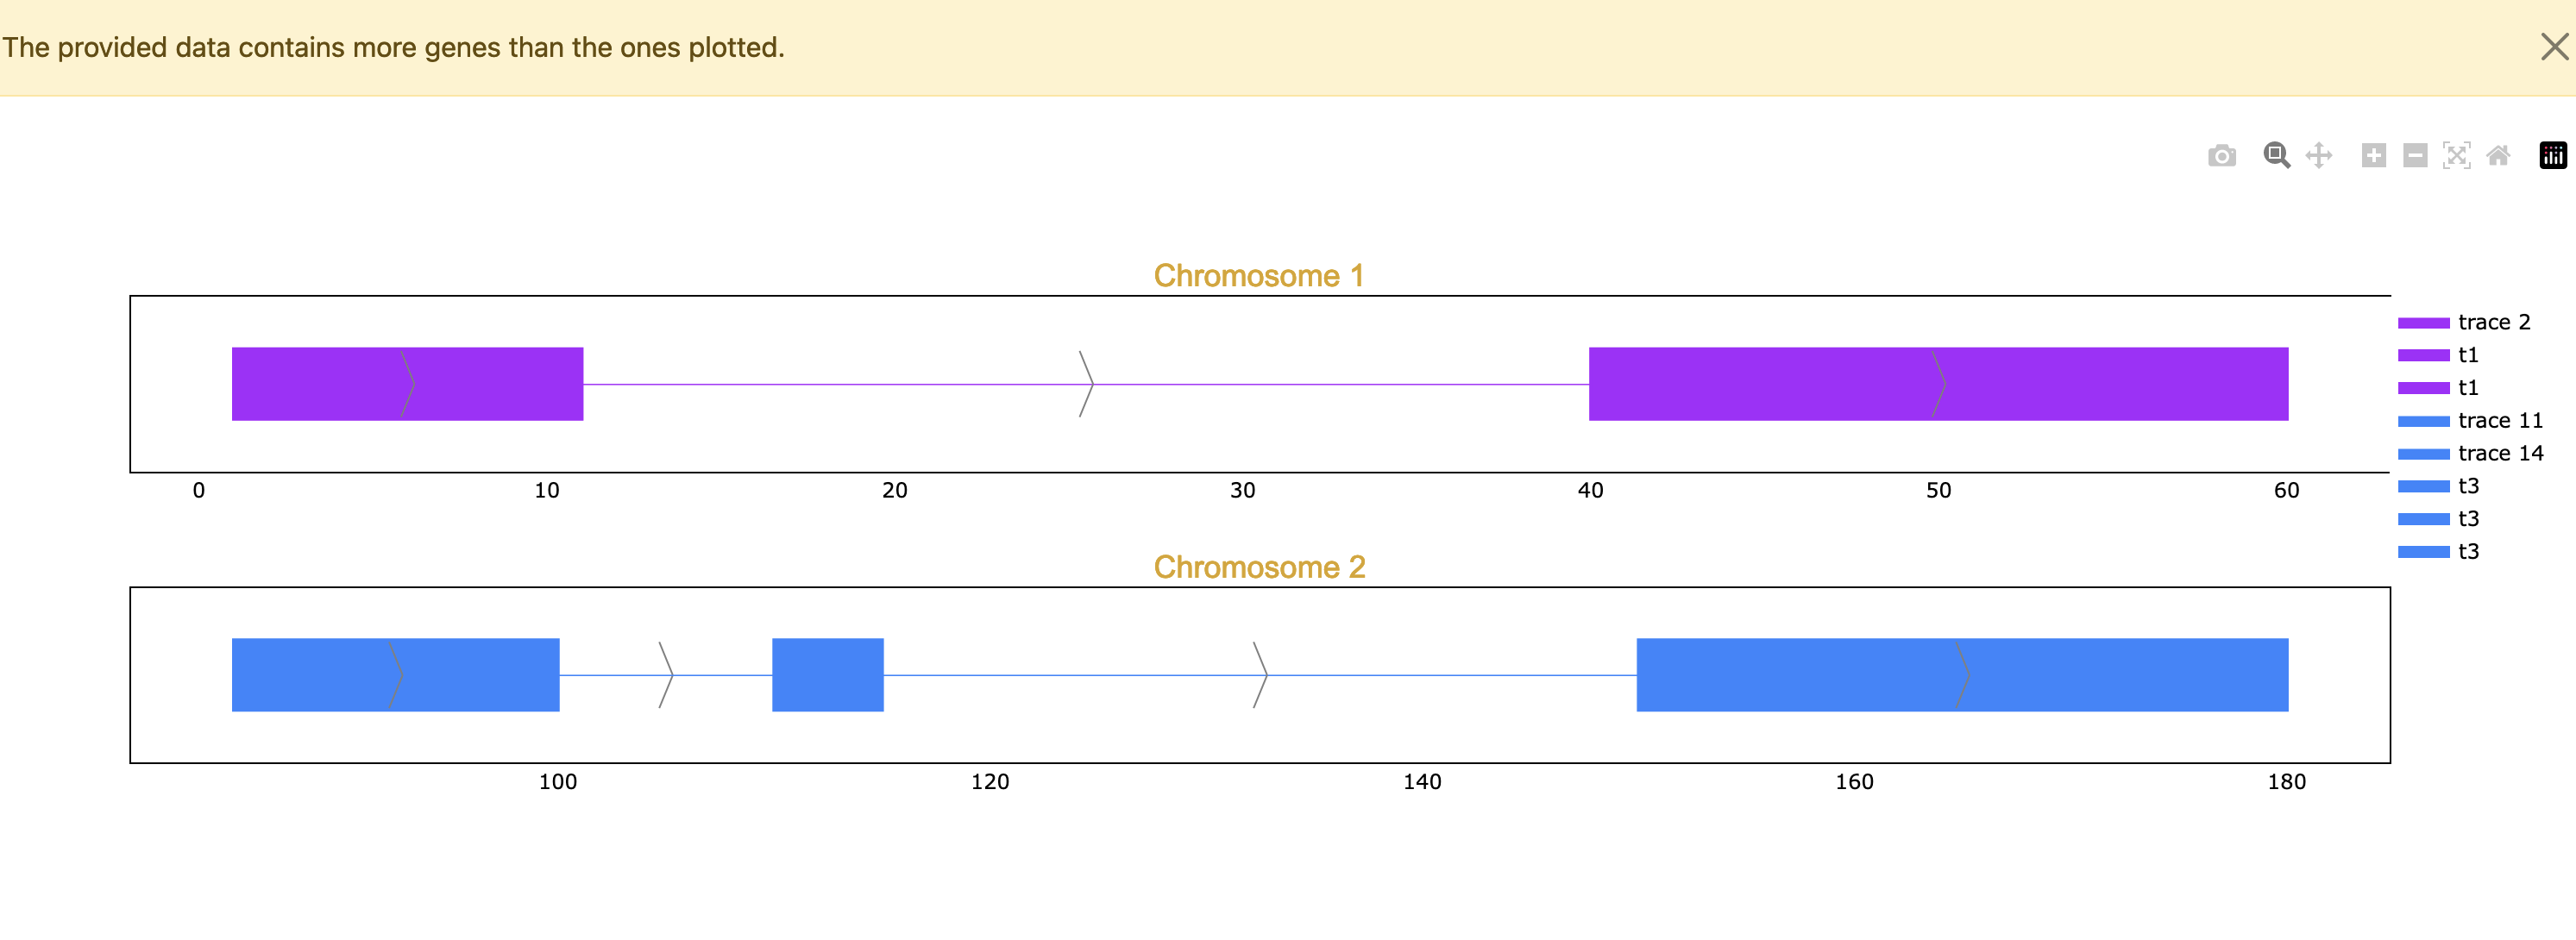 The provided data contains more genes than the ones plotted.
Chromosome 1
trace 2
t1
t1
trace 11
trace 14
t3
t3
t3
0 10 20 30 40 50 60
Chromosome 2
100 120 140 160 180